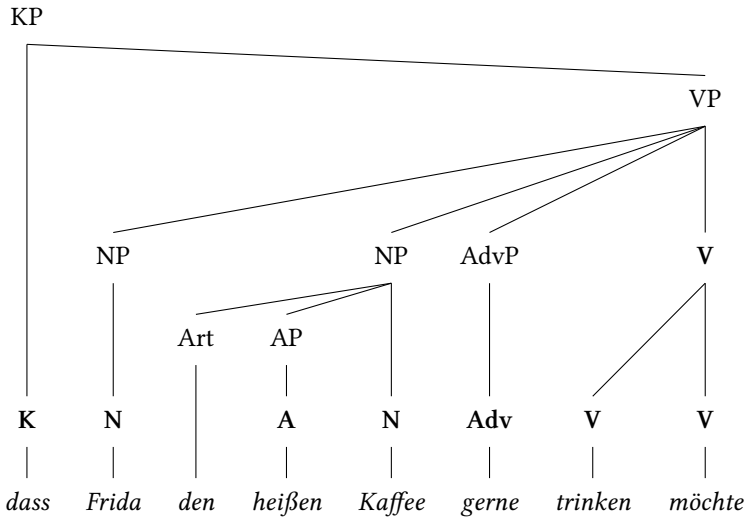 KP
VP
NP NP AdvP V
Art AP
K N A N Adv V V
dass Frida den heißen Kaffee gerne trinken möchte